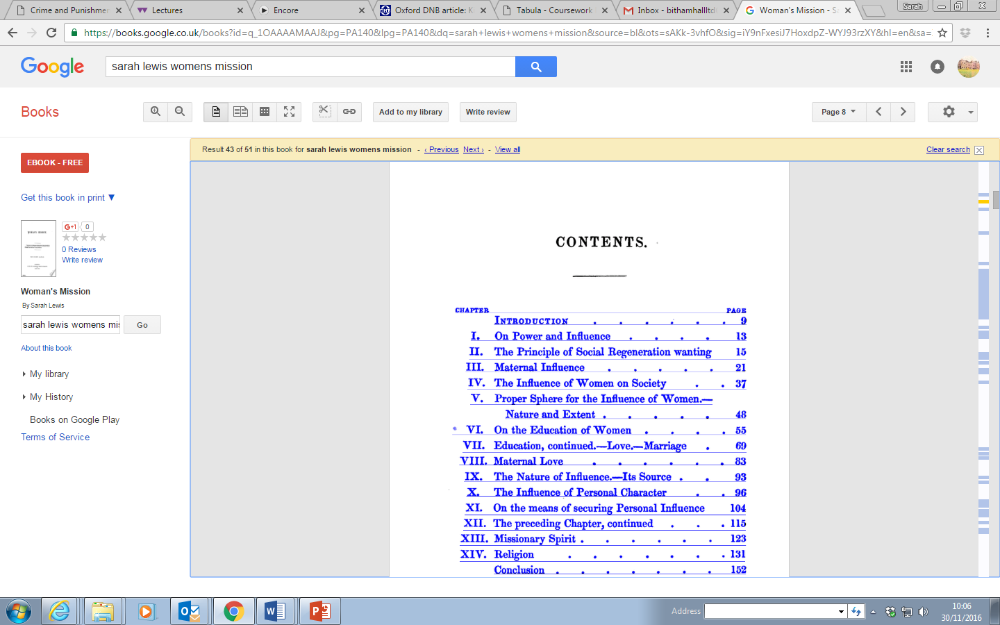 Crime and Punishmen
Lectures
Encore
Oxford DNB article: K
Tabula - Coursework
Inbox - bithamhallltd
Woman's Mission - Sa
Sarah
https://books.google.co.uk/books?id=q_1OAAAAMAAJ&pg=PA140&lpg=PA140&dq=sarah+lewis+womens+mission&source=bl&ots=sAKk-3vhfO&sig=iY9nFxesiJ7HoxdpZ-WYJ93rzXY&hl=en&sa=
Google
sarah lewis womens mission
Books
Add to my library
Write review
Page 8
EBOOK - FREE
Result 43 of 51 in this book for sarah lewis womens mission - ‹ Previous Next › - View all
Clear search
Get this book in print ▼
G+1 0
0 Reviews
Write review
Woman's Mission
By Sarah Lewis
sarah lewis womens mis
Go
About this book
My library
My History
Books on Google Play
Terms of Service
CONTENTS.
CHAPTER PAGE
INTRODUCTION . . . . . . 9
I. On Power and Influence . . . . 13
II. The Principle of Social Regeneration wanting 15
III. Maternal Influence . . . . . 21
IV. The Influence of Women on Society . . 37
V. Proper Sphere for the Influence of Women.—
Nature and Extent . . . . . 48
VI. On the Education of Women . . . . 55
VII. Education, continued.—Love.—Marriage . 69
VIII. Maternal Love . . . . . . 83
IX. The Nature of Influence.—Its Source . . 93
X. The Influence of Personal Character . . 96
XI. On the means of securing Personal Influence 104
XII. The preceding Chapter, continued . . . 115
XIII. Missionary Spirit . . . . . . 123
XIV. Religion . . . . . . . 131
Conclusion . . . . . . . 152
Address
10:06
30/11/2016